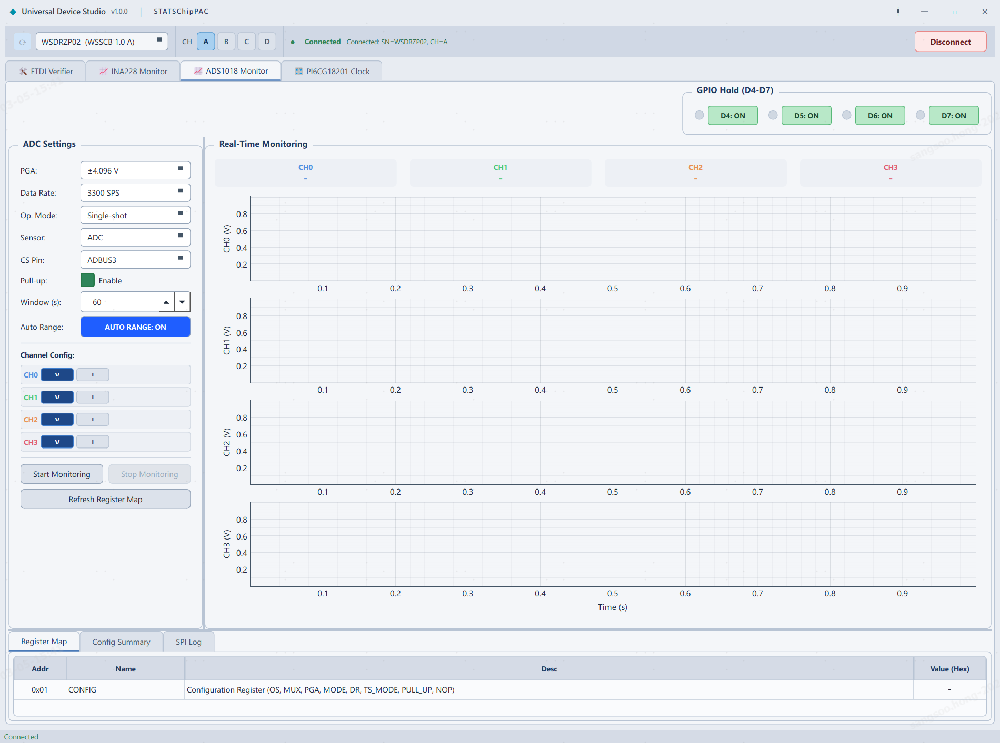 Universal Device Studio v1.0.0 | STATSChipPAC
WSDRZP02 (WSSCB 1.0 A)
CH A B C D
Connected Connected: SN=WSDRZP02, CH=A
Disconnect
FTDI Verifier
INA228 Monitor
ADS1018 Monitor
PI6CG18201 Clock
GPIO Hold (D4-D7)
D4: ON
D5: ON
D6: ON
D7: ON
ADC Settings
PGA: ±4.096 V
Data Rate: 3300 SPS
Op. Mode: Single-shot
Sensor: ADC
CS Pin: ADBUS3
Pull-up: Enable
Window (s): 60
Auto Range: AUTO RANGE: ON
Channel Config:
CH0 V I
CH1 V I
CH2 V I
CH3 V I
Start Monitoring
Stop Monitoring
Refresh Register Map
Real-Time Monitoring
CH0 CH1 CH2 CH3
- - - -
CH0 (V)
0.8
0.6
0.4
0.2
0.1 0.2 0.3 0.4 0.5 0.6 0.7 0.8 0.9
CH1 (V)
0.8
0.6
0.4
0.2
0.1 0.2 0.3 0.4 0.5 0.6 0.7 0.8 0.9
CH2 (V)
0.8
0.6
0.4
0.2
0.1 0.2 0.3 0.4 0.5 0.6 0.7 0.8 0.9
CH3 (V)
0.8
0.6
0.4
0.2
0.1 0.2 0.3 0.4 0.5 0.6 0.7 0.8 0.9
Time (s)
Register Map
Config Summary
SPI Log
Addr Name Desc Value (Hex)
0x01 CONFIG Configuration Register (OS, MUX, PGA, MODE, DR, TS_MODE, PULL_UP, NOP) -
Connected